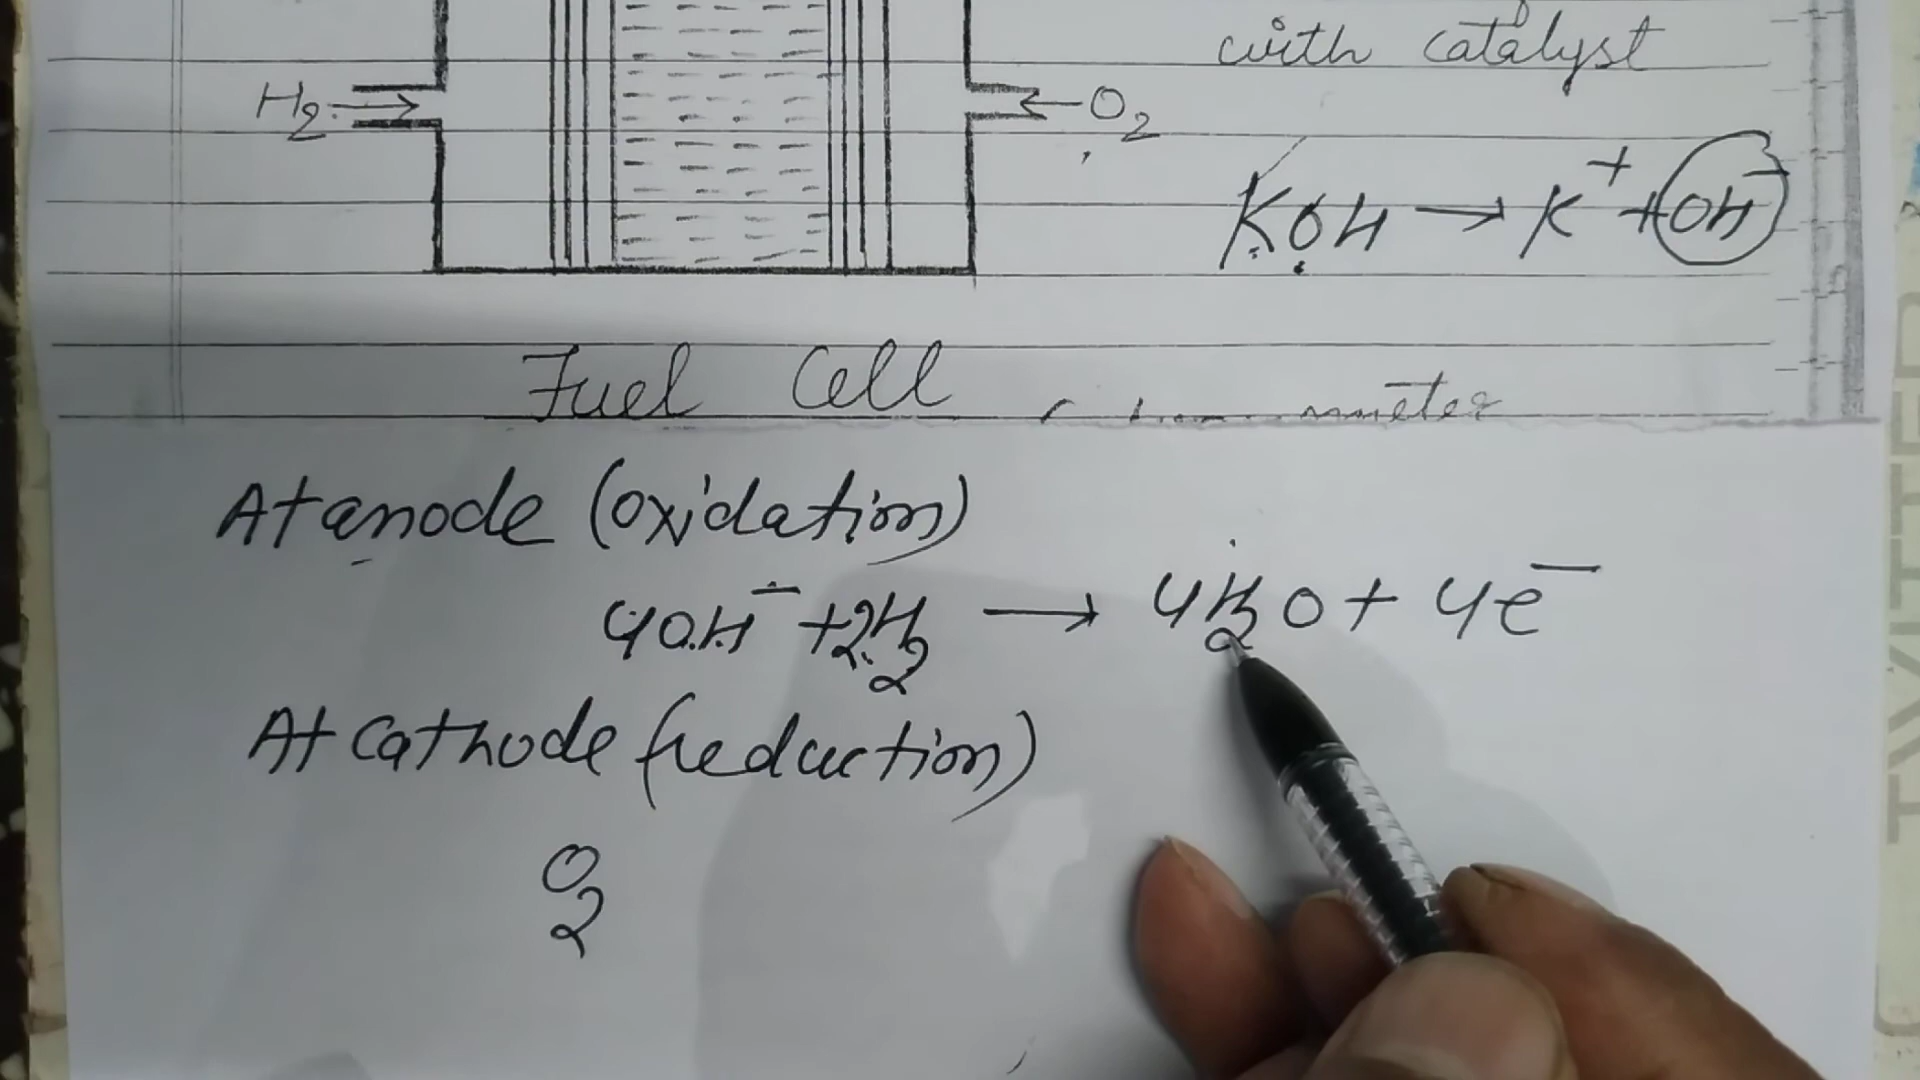 with catalyst
H₂ → ← O₂
KOH → K⁺ + OH⁻
Fuel Cell
At anode (oxidation)
4OH⁻ + 2H₂ → 4H₂O + 4e⁻
At Cathode (reduction)
O₂